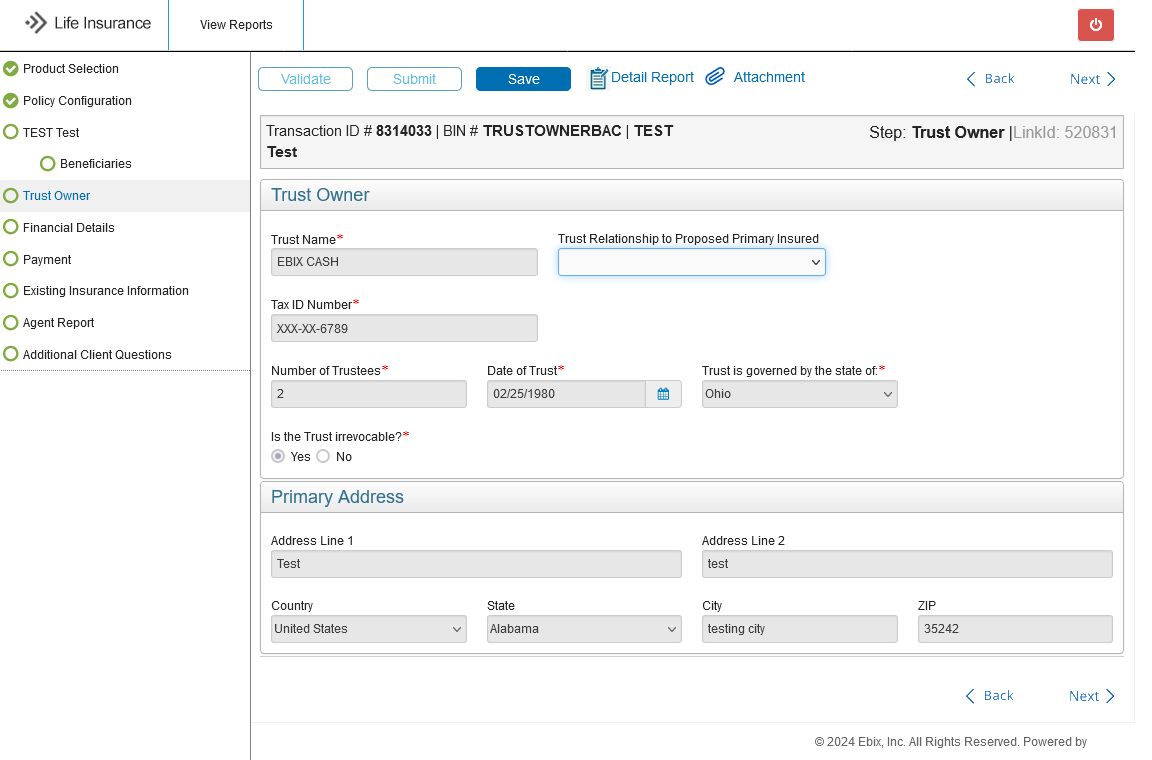 Life Insurance
View Reports
Product Selection
Policy Configuration
TEST Test
Beneficiaries
Trust Owner
Financial Details
Payment
Existing Insurance Information
Agent Report
Additional Client Questions
Validate
Submit
Save
Detail Report
Attachment
Back
Next
Transaction ID # 8314033 | BIN # TRUSTOWNERBAC | TEST
Test
Step: Trust Owner |LinkId: 520831
Trust Owner
Trust Name*
Trust Relationship to Proposed Primary Insured
EBIX CASH
Tax ID Number*
XXX-XX-6789
Number of Trustees*
Date of Trust*
Trust is governed by the state of:*
2
02/25/1980
Ohio
Is the Trust irrevocable?*
Yes
No
Primary Address
Address Line 1
Address Line 2
Test
test
Country
State
City
ZIP
United States
Alabama
testing city
35242
Back
Next
© 2024 Ebix, Inc. All Rights Reserved. Powered by